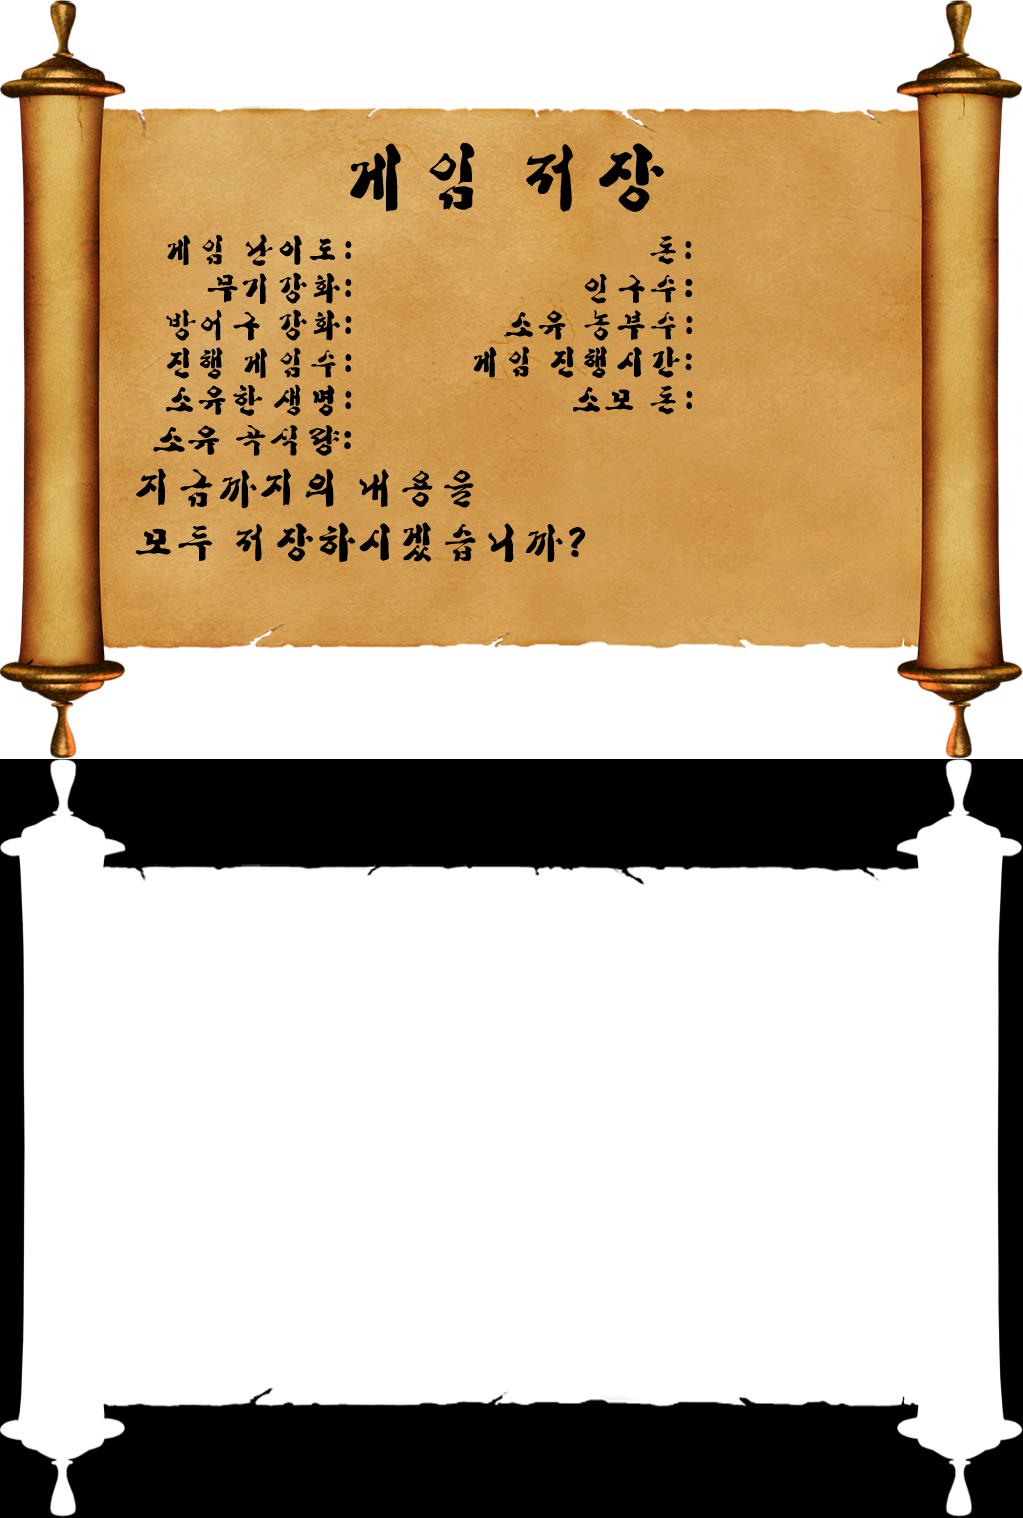 게임 저장
게임 난이도:
무기강화:
방어구 강화:
진행 게임수:
소유한생명:
소유 곡식량:
돈:
인구수:
소유 농부수:
게임 진행시간:
소모 돈:
지금까지의 내용을
모두 저장하시겠습니까?